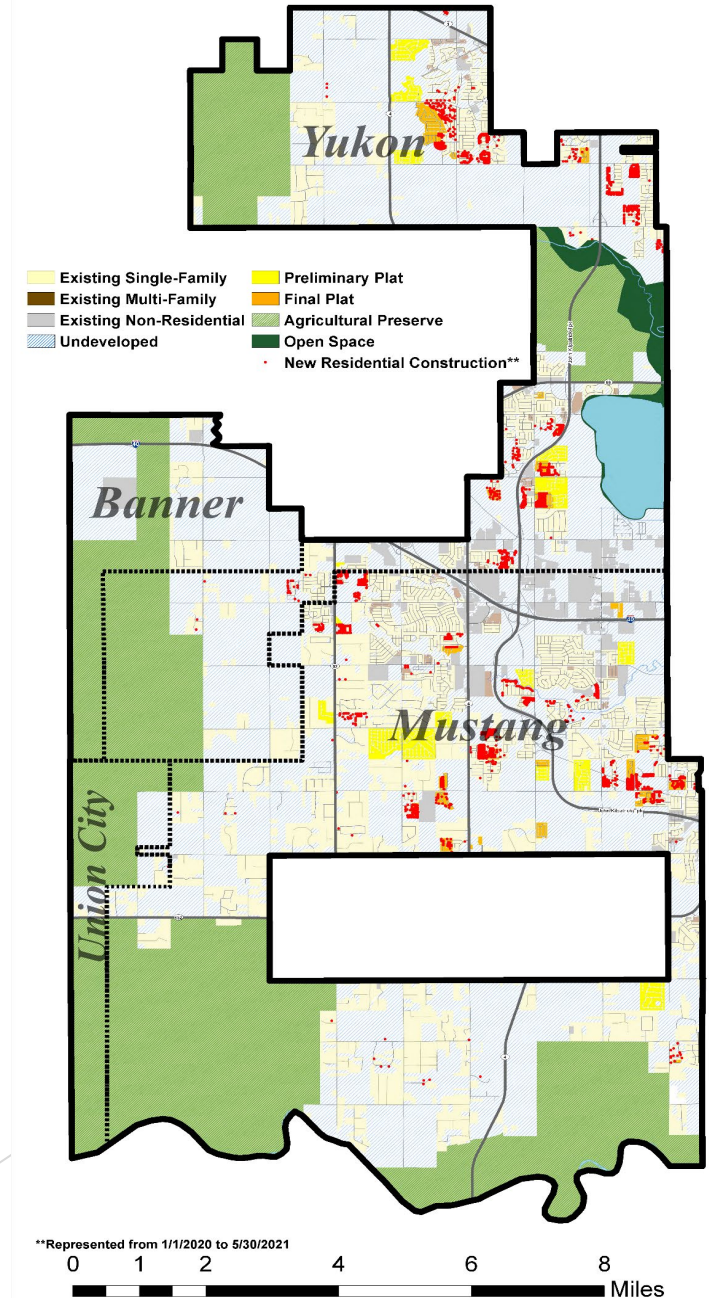 Yukon
Existing Single-Family
Preliminary Plat
Existing Multi-Family
Final Plat
Existing Non-Residential
Agricultural Preserve
Undeveloped
Open Space
New Residential Construction**
Banner
Mustang
Union City
**Represented from 1/1/2020 to 5/30/2021
0 1 2 4 6 8
Miles